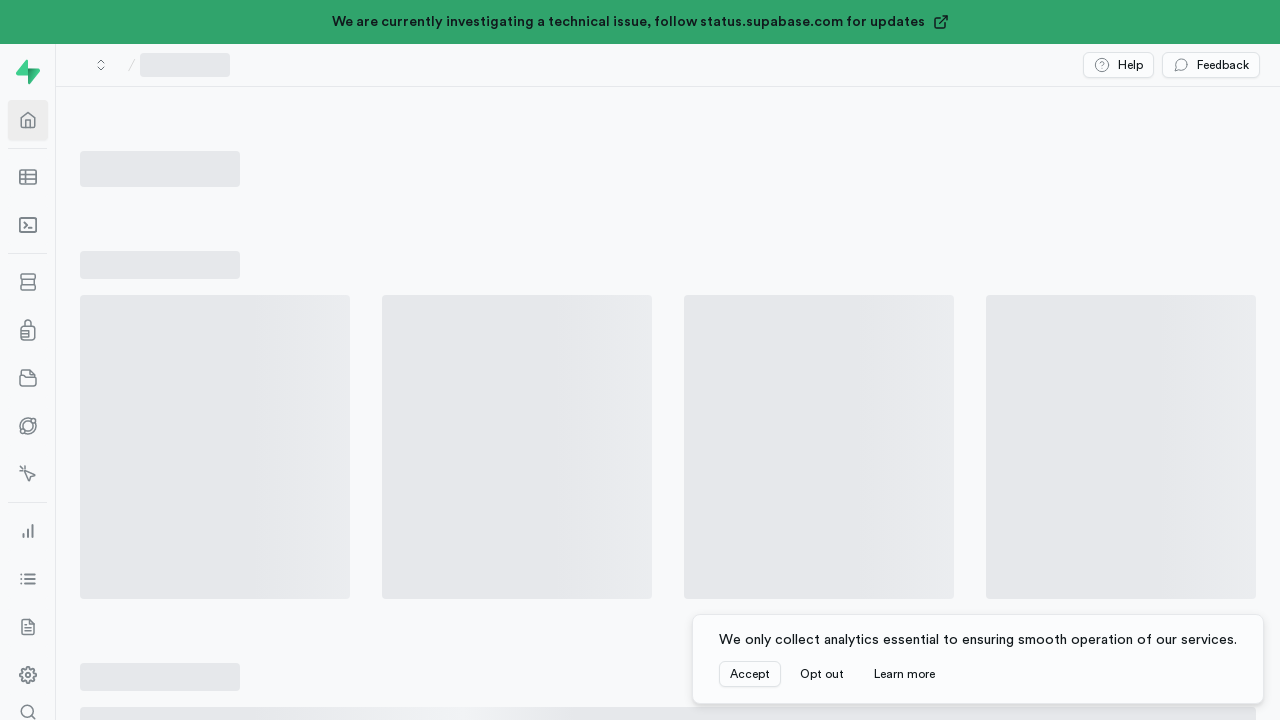 We are currently investigating a technical issue, follow status.supabase.com for updates
/
Help
Feedback
We only collect analytics essential to ensuring smooth operation of our services.
Accept
Opt out
Learn more